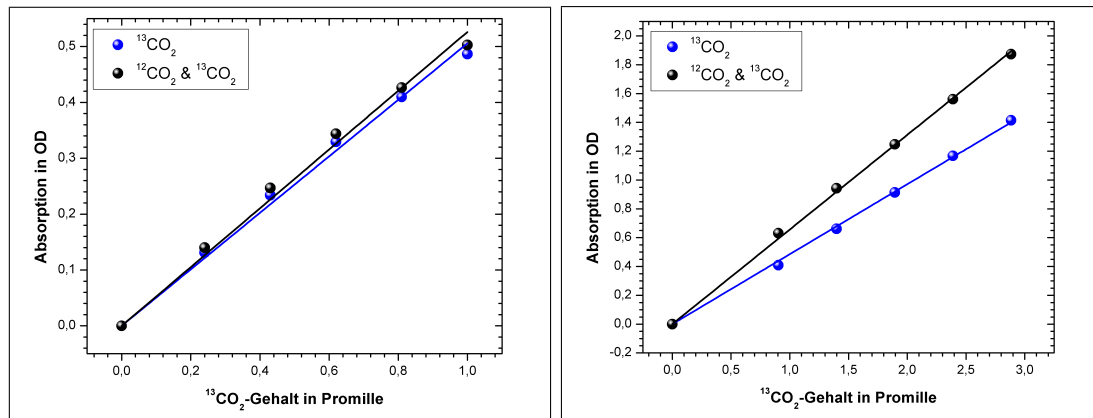 ¹³CO₂
¹²CO₂ & ¹³CO₂
Absorption in OD
0,5
0,4
0,3
0,2
0,1
0,0
0,0 0,2 0,4 0,6 0,8 1,0
¹³CO₂-Gehalt in Promille
¹³CO₂
¹²CO₂ & ¹³CO₂
Absorption in OD
2,0
1,8
1,6
1,4
1,2
1,0
0,8
0,6
0,4
0,2
0,0
-0,2
0,0 0,5 1,0 1,5 2,0 2,5 3,0
¹³CO₂-Gehalt in Promille